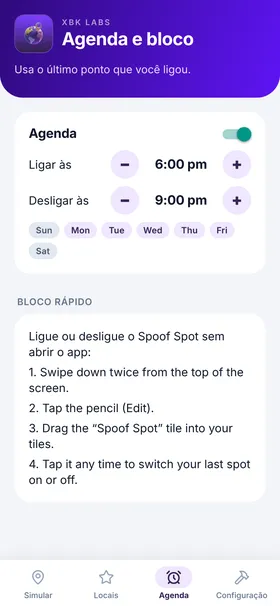 XBK LABS
Agenda e bloco
Usa o último ponto que você ligou.
Agenda
Ligar às
− 6:00 pm +
Desligar às
− 9:00 pm +
Sun Mon Tue Wed Thu Fri
Sat
BLOCO RÁPIDO
Ligue ou desligue o Spoof Spot sem
abrir o app:
1. Swipe down twice from the top of the
screen.
2. Tap the pencil (Edit).
3. Drag the “Spoof Spot” tile into your
tiles.
4. Tap it any time to switch your last spot
on or off.
Simular Locais Agenda Configuração